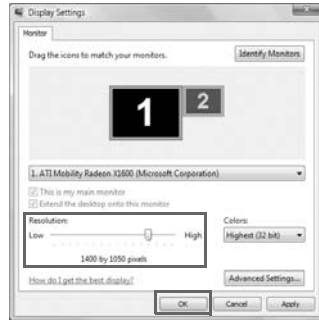 Display Settings
Monitor
Drag the icons to match your monitors.
Identify Monitors
1
2
1. ATI Mobility Radeon X1600 (Microsoft Corporation)
This is my main monitor
Extend the desktop onto this monitor
Resolution:
Colors:
Low
High
Highest (32 bit)
1400 by 1050 pixels
How do I get the best display?
Advanced Settings...
OK
Cancel
Apply